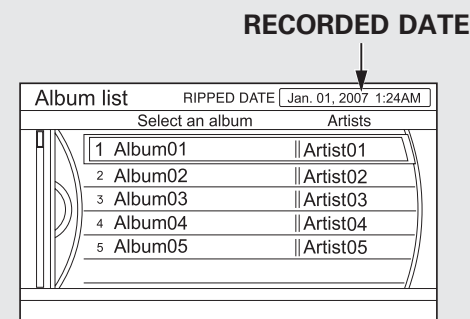 RECORDED DATE
Album list RIPPED DATE Jan. 01, 2007 1:24AM
Select an album Artists
1 Album01 Artist01
2 Album02 Artist02
3 Album03 Artist03
4 Album04 Artist04
5 Album05 Artist05